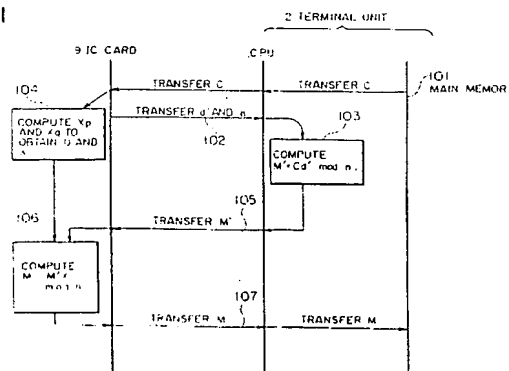 2 TERMINAL UNIT
9 IC CARD
CPU
104
TRANSFER C
TRANSFER C
101
MAIN MEMOR
COMPUTE Xp
AND Xq TO
OBTAIN U AND
TRANSFER d' AND n
102
103
COMPUTE
M'=Cd' mod n
105
TRANSFER M'
106
COMPUTE
M M'x
mod n
107
TRANSFER M
TRANSFER M